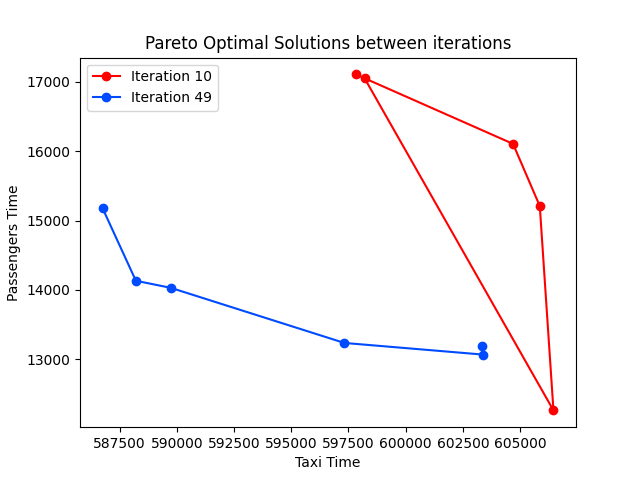 Pareto Optimal Solutions between iterations
Iteration 10
Iteration 49
Passengers Time
17000
16000
15000
14000
13000
587500 590000 592500 595000 597500 600000 602500 605000
Taxi Time